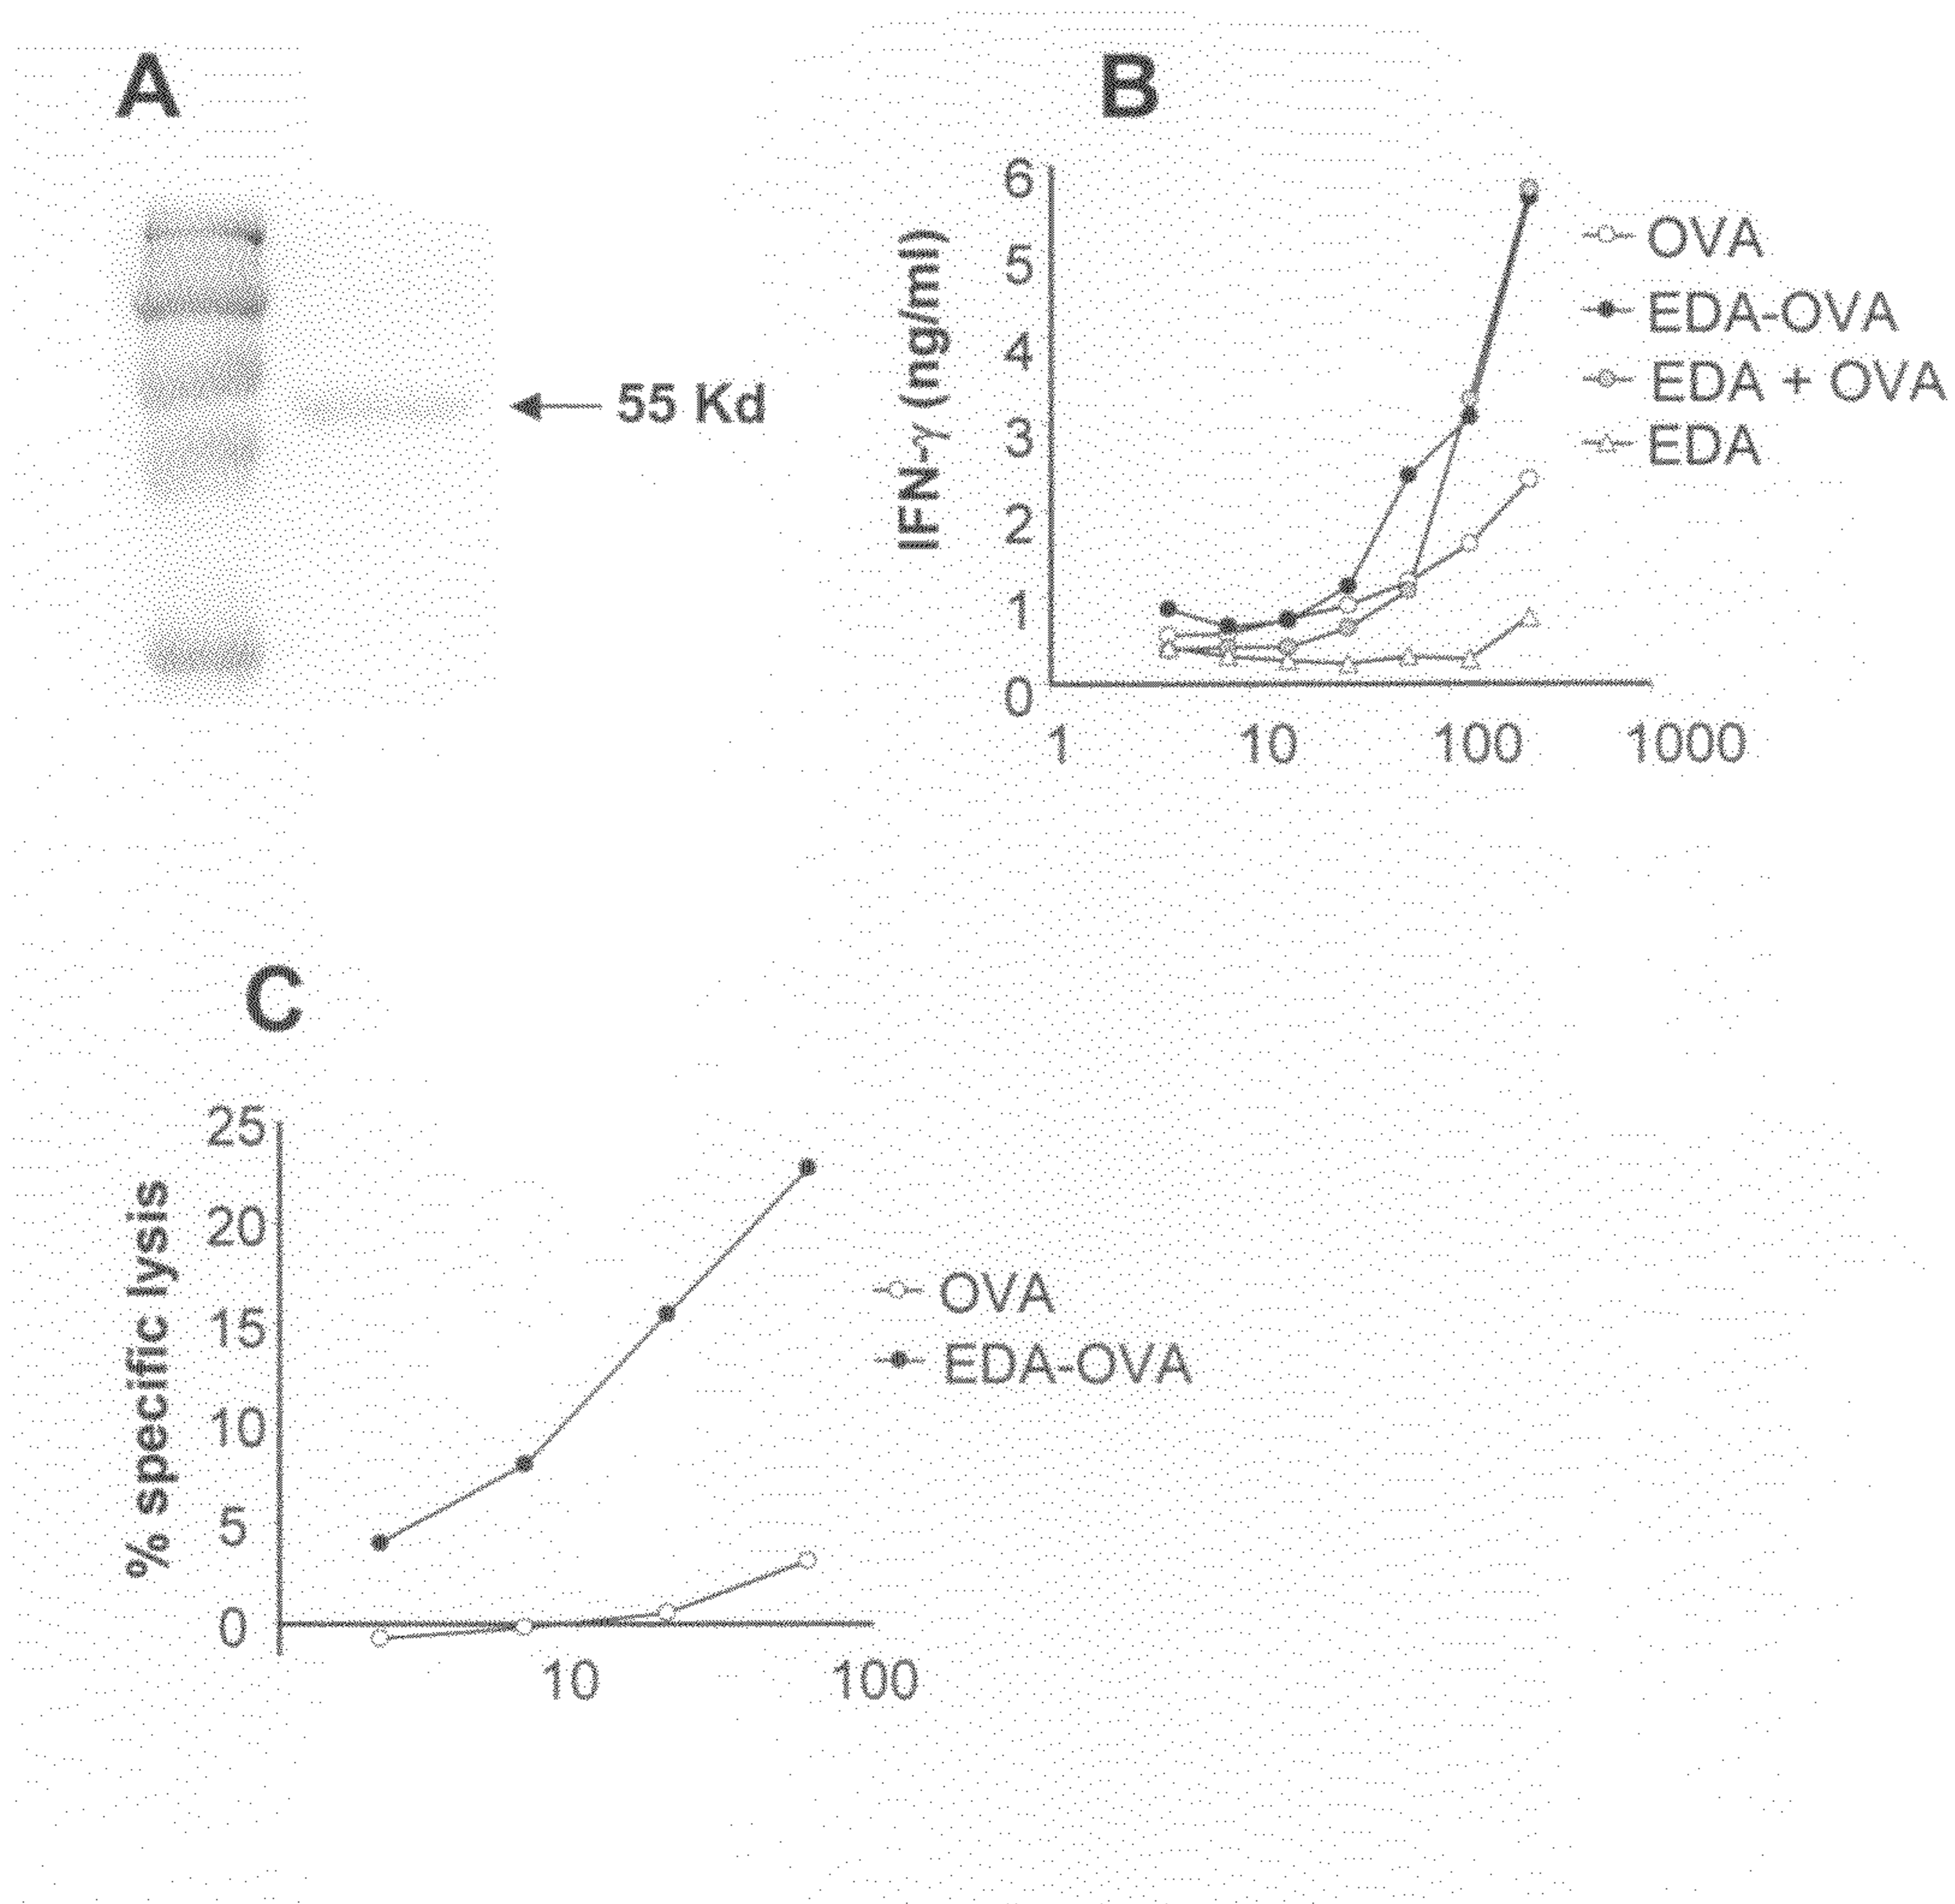 A
55 Kd
B
IFN-γ (ng/ml)
6
5
4
3
2
1
0
1 10 100 1000
OVA
EDA-OVA
EDA + OVA
EDA
C
% specific lysis
25
20
15
10
5
0
10 100
OVA
EDA-OVA